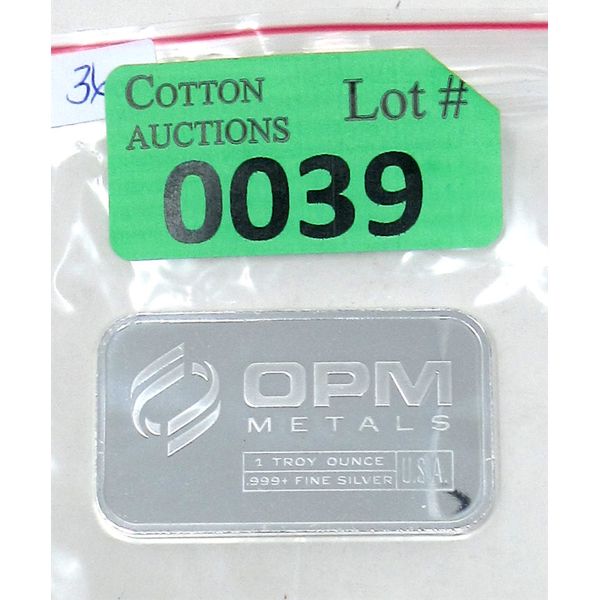 COTTON Lot #
AUCTIONS
0039
OPM
METALS
1 TROY OUNCE
.999+ FINE SILVER U.S.A.